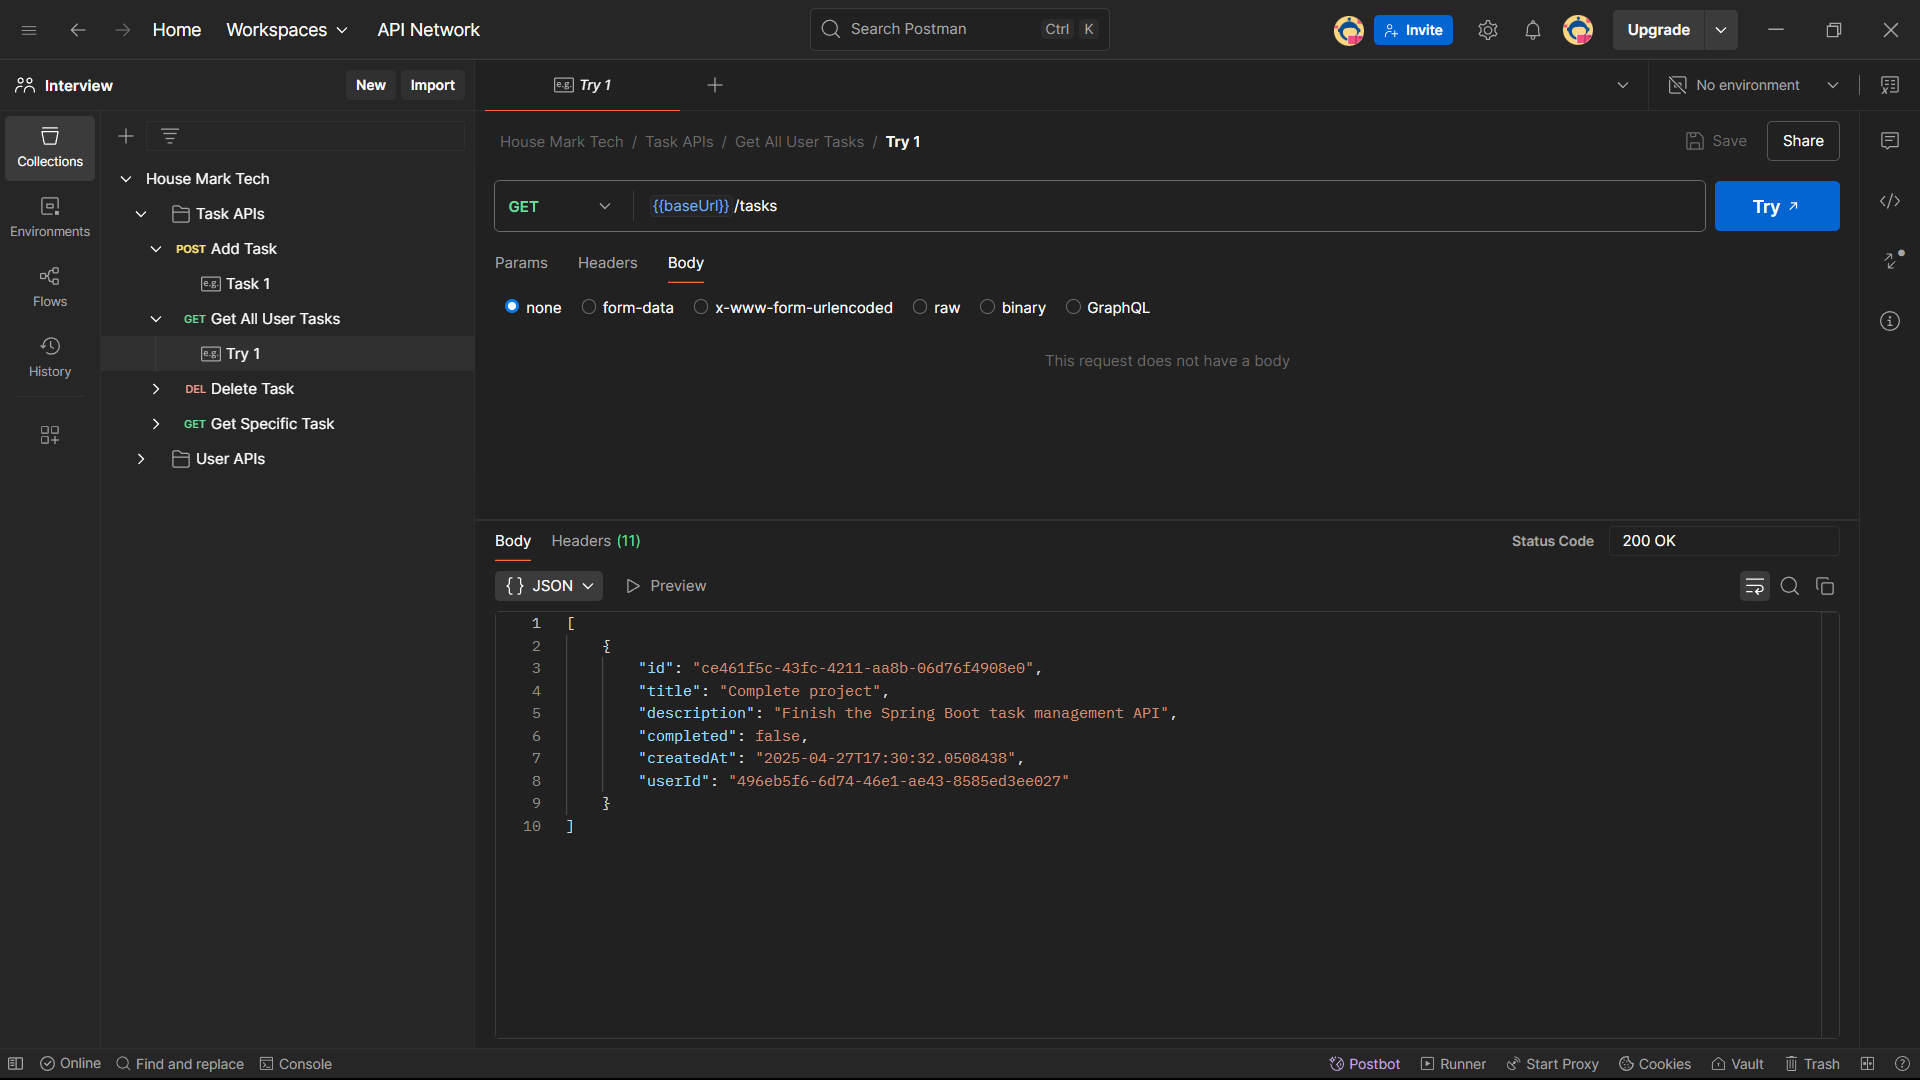 Home Workspaces API Network Search Postman Ctrl K Invite Upgrade
Interview New Import
e.g. Try 1 No environment
Collections
Environments
Flows
History
House Mark Tech
Task APIs
POST Add Task
e.g. Task 1
GET Get All User Tasks
e.g. Try 1
DEL Delete Task
GET Get Specific Task
User APIs
House Mark Tech / Task APIs / Get All User Tasks / Try 1 Save Share
GET {{baseUrl}} /tasks Try
Params Headers Body
none form-data x-www-form-urlencoded raw binary GraphQL
This request does not have a body
Body Headers (11) Status Code 200 OK
{} JSON Preview
1 [
2 {
3 "id": "ce461f5c-43fc-4211-aa8b-06d76f4908e0",
4 "title": "Complete project",
5 "description": "Finish the Spring Boot task management API",
6 "completed": false,
7 "createdAt": "2025-04-27T17:30:32.0508438",
8 "userId": "496eb5f6-6d74-46e1-ae43-8585ed3ee027"
9 }
10 ]
Online Find and replace Console Postbot Runner Start Proxy Cookies Vault Trash